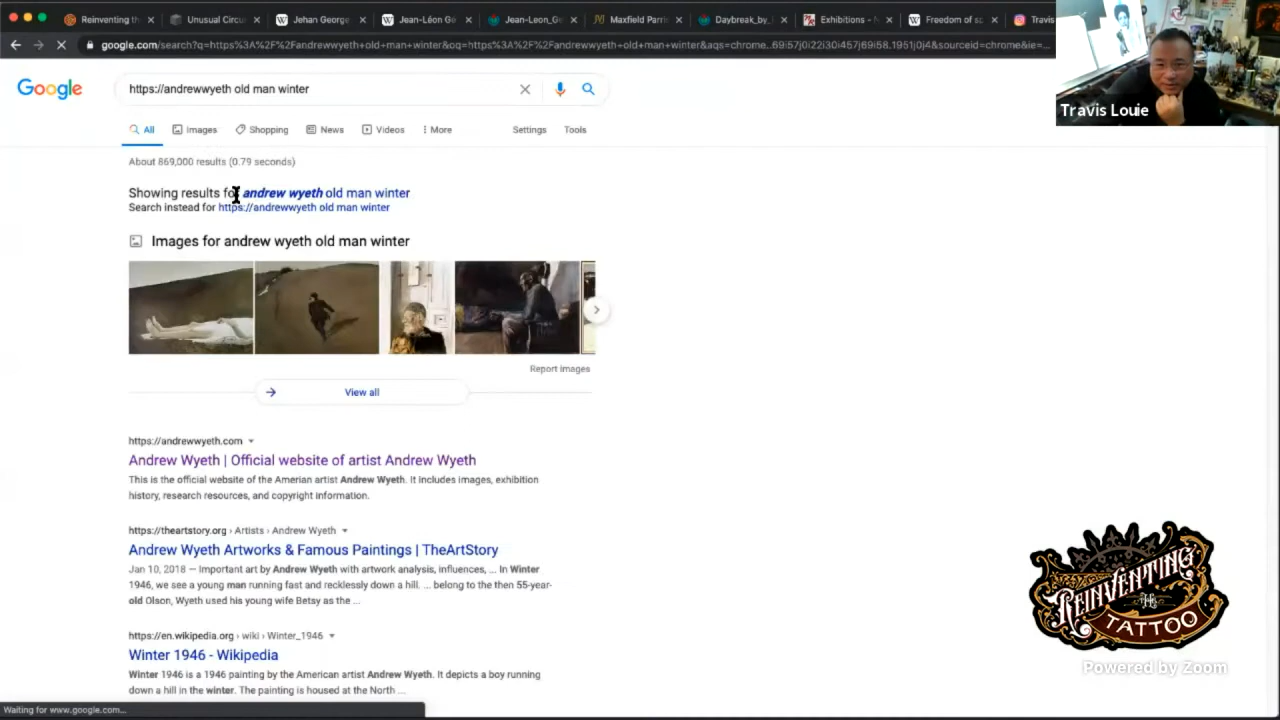 Reinventing th
Unusual Circu
Jehan George
Jean-Léon Ge
Jean-Leon_Ge
Maxfield Parri
Daybreak_by_
Exhibitions - N
Freedom of sp
Travis
google.com/search?q=https%3A%2F%2Fandrewwyeth+old+man+winter&oq=https%3A%2F%2Fandrewwyeth+old+man+winter&aqs=chrome..69i57j0i22i30i457j69i58.1951j0j4&sourceid=chrome&ie=...
Google
https://andrewwyeth old man winter
All
Images
Shopping
News
Videos
More
Settings
Tools
About 869,000 results (0.79 seconds)
Showing results for andrew wyeth old man winter
Search instead for https://andrewwyeth old man winter
Images for andrew wyeth old man winter
Report images
View all
https://andrewwyeth.com
Andrew Wyeth | Official website of artist Andrew Wyeth
This is the official website of the Amerian artist Andrew Wyeth. It includes images, exhibition
history, research resources, and copyright information.
https://theartstory.org › Artists › Andrew Wyeth
Andrew Wyeth Artworks & Famous Paintings | TheArtStory
Jan 10, 2018 — Important art by Andrew Wyeth with artwork analysis, influences, ... In Winter
1946, we see a young man running fast and recklessly down a hill. ... belong to the then 55-year-
old Olson, Wyeth used his young wife Betsy as the ...
https://en.wikipedia.org › wiki › Winter_1946
Winter 1946 - Wikipedia
Winter 1946 is a 1946 painting by the American artist Andrew Wyeth. It depicts a boy running
down a hill in the winter. The painting is housed at the North ...
Waiting for www.google.com...
Travis Louie
REINVENTING
THE
TATTOO
Powered by Zoom